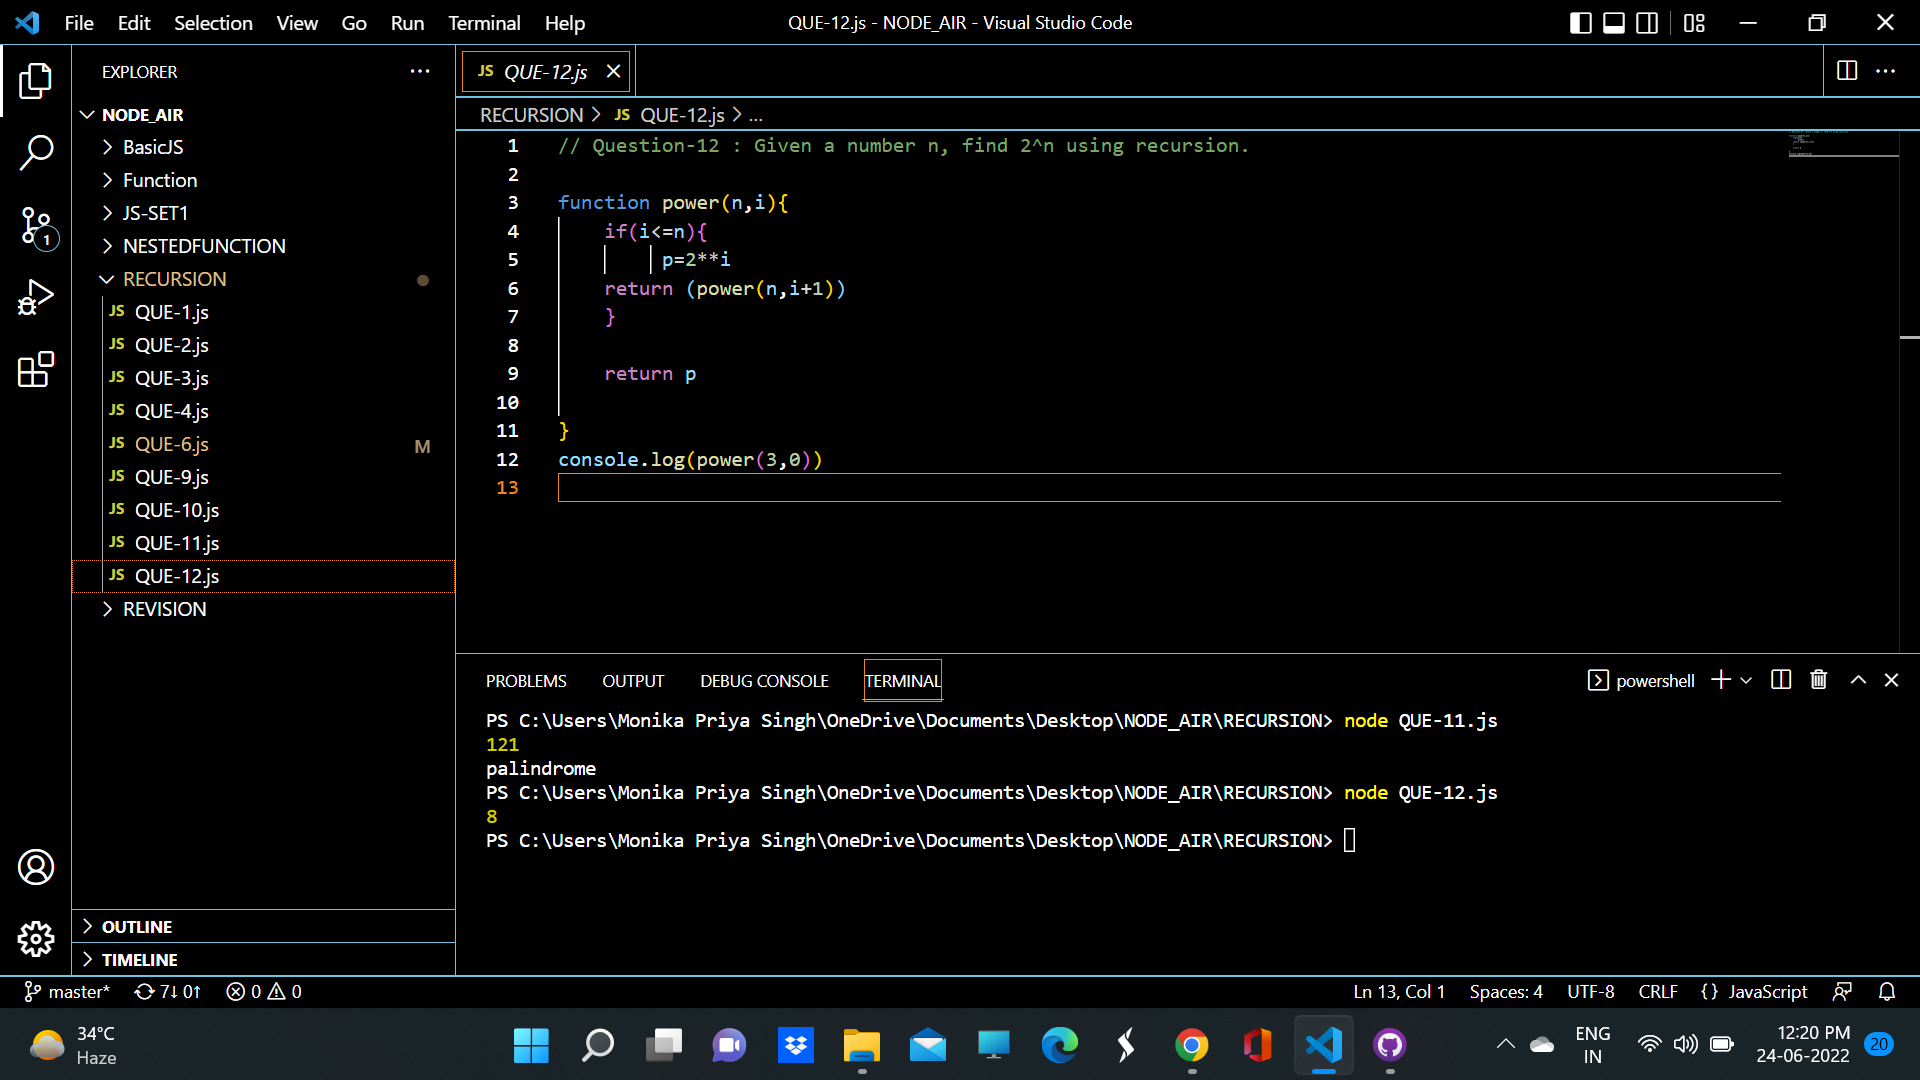 File Edit Selection View Go Run Terminal Help
QUE-12.js - NODE_AIR - Visual Studio Code
EXPLORER
NODE_AIR
BasicJS
Function
JS-SET1
NESTEDFUNCTION
RECURSION
JS QUE-1.js
JS QUE-2.js
JS QUE-3.js
JS QUE-4.js
JS QUE-6.js M
JS QUE-9.js
JS QUE-10.js
JS QUE-11.js
JS QUE-12.js
REVISION
OUTLINE
TIMELINE
1
JS QUE-12.js
RECURSION > JS QUE-12.js > ...
1 // Question-12 : Given a number n, find 2^n using recursion.
2
3 function power(n,i){
4 if(i<=n){
5 p=2**i
6 return (power(n,i+1))
7 }
8
9 return p
10
11 }
12 console.log(power(3,0))
13
PROBLEMS OUTPUT DEBUG CONSOLE TERMINAL
powershell
PS C:\Users\Monika Priya Singh\OneDrive\Documents\Desktop\NODE_AIR\RECURSION> node QUE-11.js
121
palindrome
PS C:\Users\Monika Priya Singh\OneDrive\Documents\Desktop\NODE_AIR\RECURSION> node QUE-12.js
8
PS C:\Users\Monika Priya Singh\OneDrive\Documents\Desktop\NODE_AIR\RECURSION>
master* 7↓ 0↑ 0 0
Ln 13, Col 1 Spaces: 4 UTF-8 CRLF {} JavaScript
34°C
Haze
ENG
IN
12:20 PM
24-06-2022
20